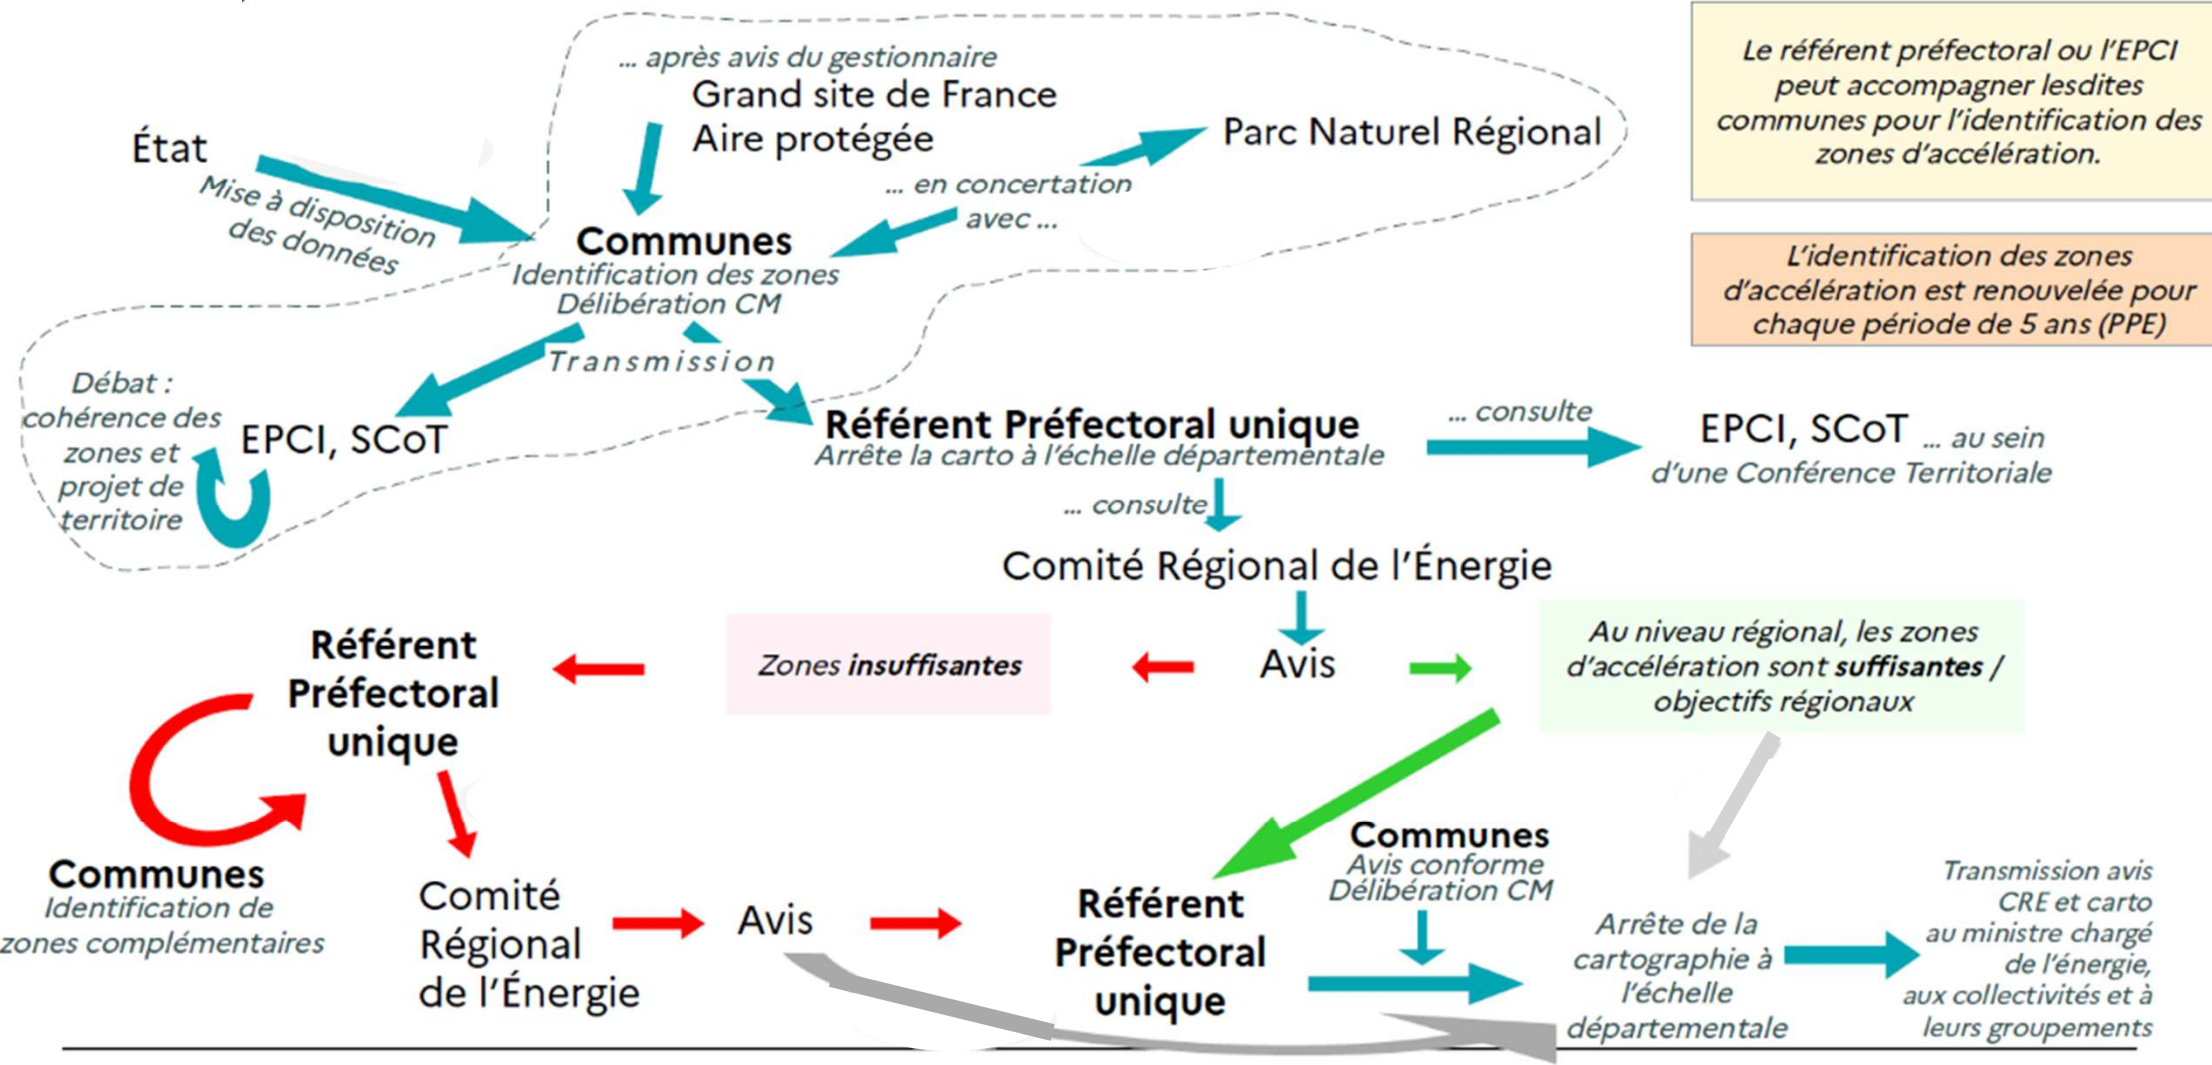 ... après avis du gestionnaire
Grand site de France
Aire protégée
État
Mise à disposition
des données
Parc Naturel Régional
... en concertation
avec ...
Communes
Identification des zones
Délibération CM
Transmission
Le référent préfectoral ou l'EPCI
peut accompagner lesdites
communes pour l'identification des
zones d'accélération.
L'identification des zones
d'accélération est renouvelée pour
chaque période de 5 ans (PPE)
Débat :
cohérence des
zones et
projet de
territoire
EPCI, SCoT
Référent Préfectoral unique
Arrête la carto à l'échelle départementale
... consulte
EPCI, SCoT ... au sein
d'une Conférence Territoriale
... consulte
Comité Régional de l'Énergie
Avis
Zones insuffisantes
Au niveau régional, les zones
d'accélération sont suffisantes /
objectifs régionaux
Référent
Préfectoral
unique
Communes
Identification de
zones complémentaires
Comité
Régional
de l'Énergie
Avis
Référent
Préfectoral
unique
Communes
Avis conforme
Délibération CM
Arrête de la
cartographie à
l'échelle
départementale
Transmission avis
CRE et carto
au ministre chargé
de l'énergie,
aux collectivités et à
leurs groupements